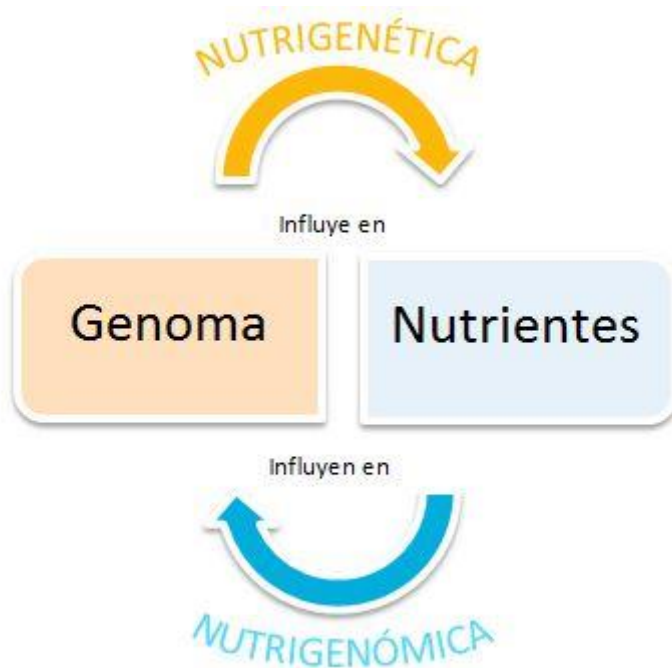 NUTRIGENÉTICA
Influye en
Genoma
Nutrientes
Influyen en
NUTRIGENÓMICA